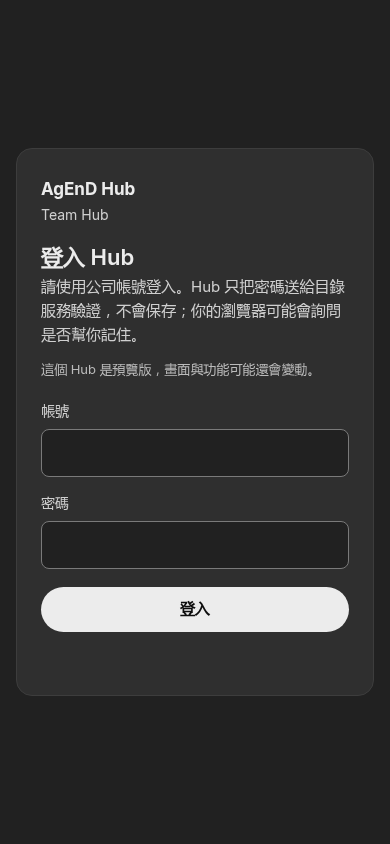 AgEnD Hub
Team Hub
登入 Hub
請使用公司帳號登入。Hub 只把密碼送給目錄
服務驗證，不會保存；你的瀏覽器可能會詢問
是否幫你記住。
這個 Hub 是預覽版，畫面與功能可能還會變動。
帳號
密碼
登入